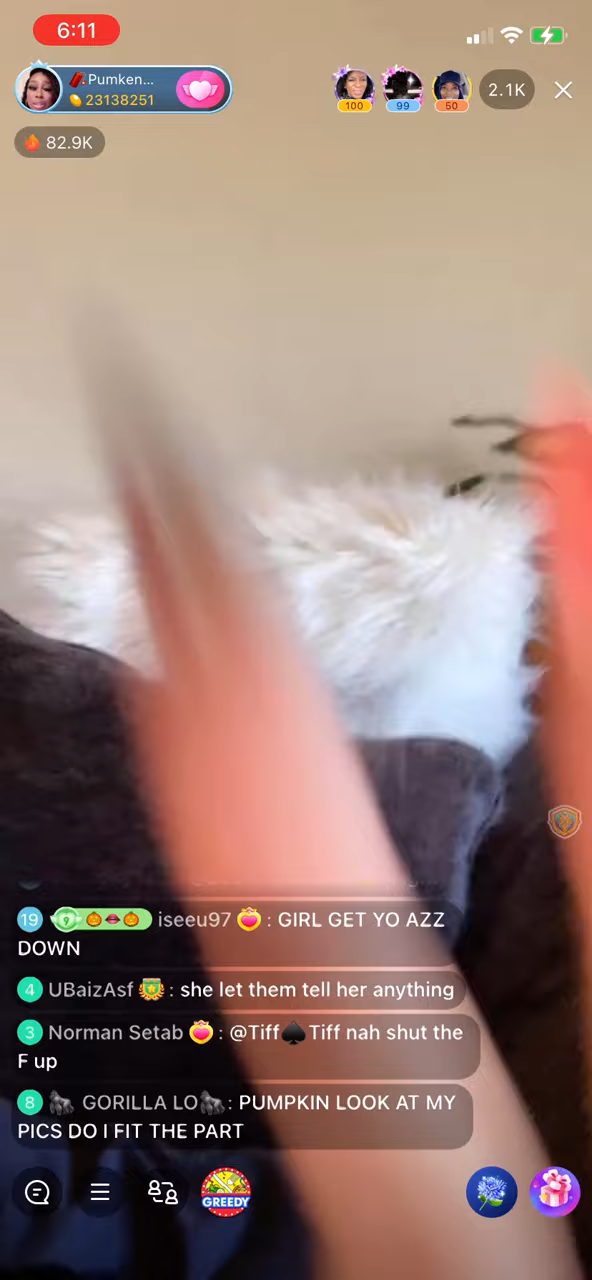 6:11
Pumken...
23138251
100
99
50
2.1K
82.9K
19 iseeu97 : GIRL GET YO AZZ
DOWN
4 UBaizAsf : she let them tell her anything
3 Norman Setab : @Tiff♠️Tiff nah shut the
F up
8 🦍 GORILLA LO🦍: PUMPKIN LOOK AT MY
PICS DO I FIT THE PART
GREEDY